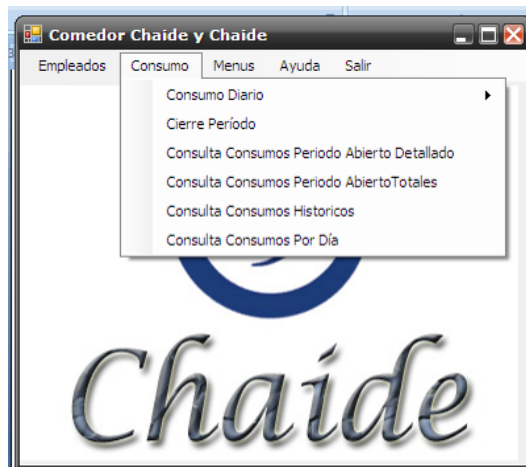 Comedor Chaide y Chaide
Empleados Consumo Menus Ayuda Salir
Consumo Diario
Cierre Período
Consulta Consumos Periodo Abierto Detallado
Consulta Consumos Periodo AbiertoTotales
Consulta Consumos Historicos
Consulta Consumos Por Día
Chaide